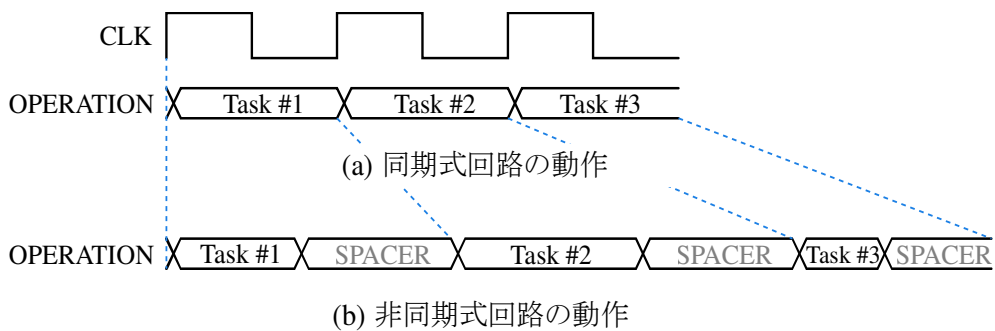 CLK
OPERATION Task #1 Task #2 Task #3
(a) 同期式回路の動作
OPERATION Task #1 SPACER Task #2 SPACER Task #3 SPACER
(b) 非同期式回路の動作